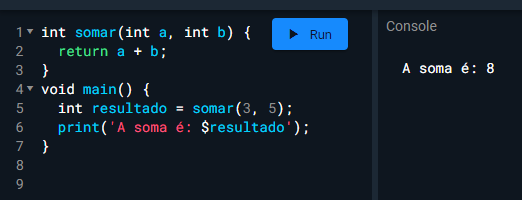 1 int somar(int a, int b) {
Run
2   return a + b;
3 }
4 void main() {
5   int resultado = somar(3, 5);
6   print('A soma é: $resultado');
7 }
8
9
Console
A soma é: 8